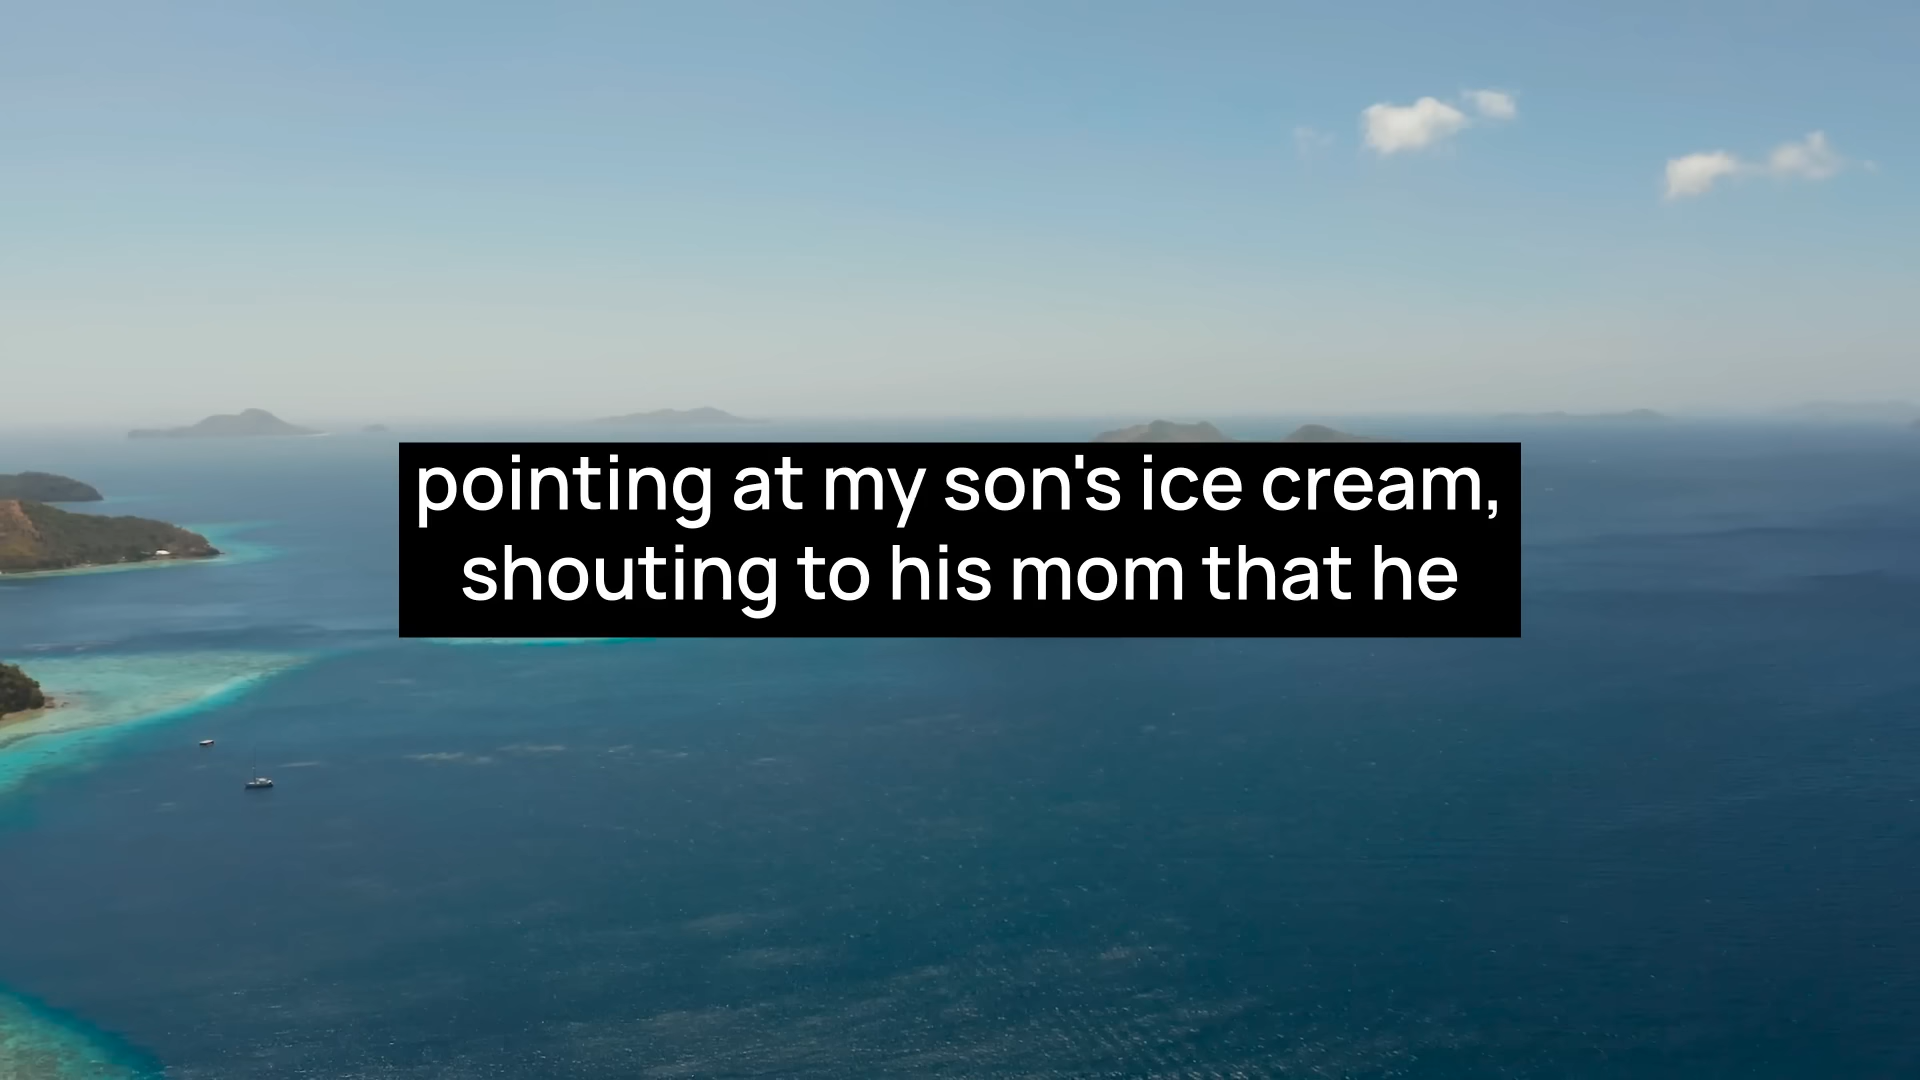 pointing at my son's ice cream,
shouting to his mom that he